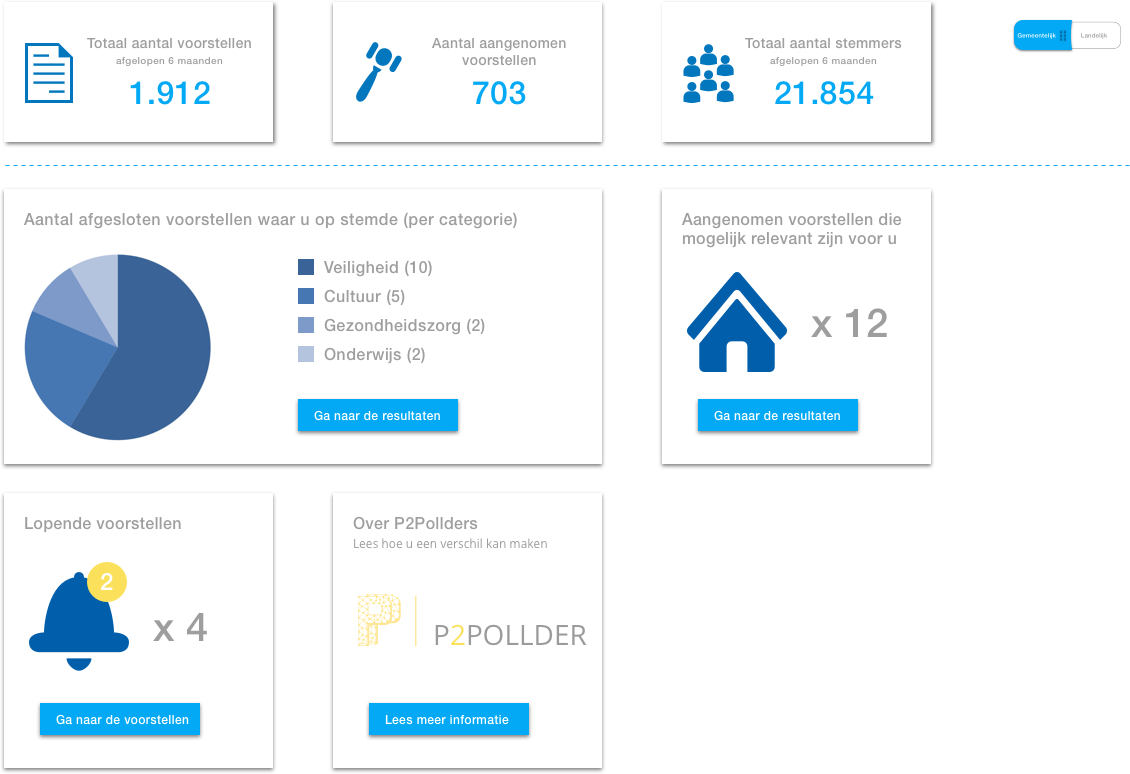 Totaal aantal voorstellen
afgelopen 6 maanden
1.912
Aantal aangenomen
voorstellen
703
Totaal aantal stemmers
afgelopen 6 maanden
21.854
Gemeentelijk
Landelijk
Aantal afgesloten voorstellen waar u op stemde (per categorie)
Veiligheid (10)
Cultuur (5)
Gezondheidszorg (2)
Onderwijs (2)
Ga naar de resultaten
Aangenomen voorstellen die
mogelijk relevant zijn voor u
x 12
Ga naar de resultaten
Lopende voorstellen
2
x 4
Ga naar de voorstellen
Over P2Pollders
Lees hoe u een verschil kan maken
P
P2POLLDER
Lees meer informatie